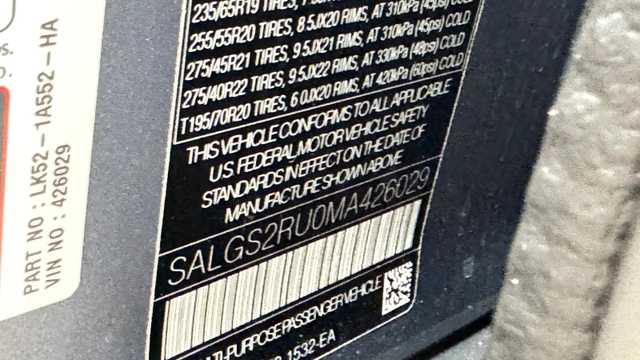 235/65R19 TIRES,
255/55R20 TIRES, 8.5JX20 RIMS, AT 310kPa (45psi) COLD
275/45R21 TIRES, 9.5JX21 RIMS, AT 310kPa (45psi) COLD
275/40R22 TIRES, 9.5JX22 RIMS, AT 330kPa (48psi) COLD
T195/70R20 TIRES, 6.0JX20 RIMS, AT 420kPa (60psi) COLD
THIS VEHICLE CONFORMS TO ALL APPLICABLE
U.S. FEDERAL MOTOR VEHICLE SAFETY
STANDARDS IN EFFECT ON THE DATE OF
MANUFACTURE SHOWN ABOVE
SALGS2RU0MA426029
PASSENGER VEHICLE
1532-EA
PART NO : LK52-1A552-HA
VIN NO : 426029